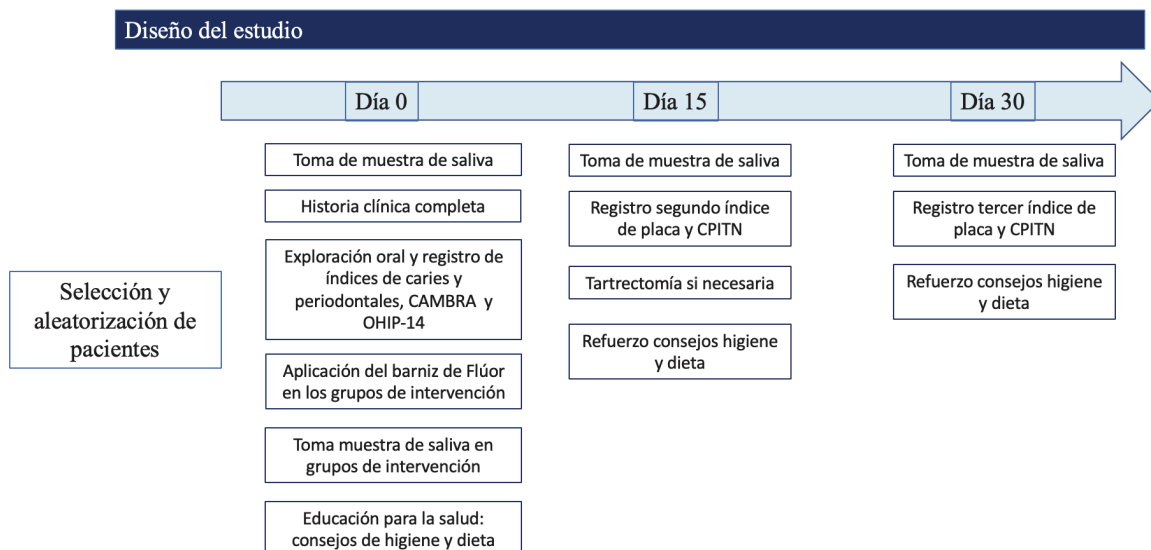 Diseño del estudio
Día 0
Día 15
Día 30
Selección y
aleatorización de
pacientes
Toma de muestra de saliva
Historia clínica completa
Exploración oral y registro de
índices de caries y
periodontales, CAMBRA y
OHIP-14
Aplicación del barniz de Flúor
en los grupos de intervención
Toma muestra de saliva en
grupos de intervención
Educación para la salud:
consejos de higiene y dieta
Toma de muestra de saliva
Registro segundo índice
de placa y CPITN
Tartrectomía si necesaria
Refuerzo consejos higiene
y dieta
Toma de muestra de saliva
Registro tercer índice de
placa y CPITN
Refuerzo consejos higiene
y dieta